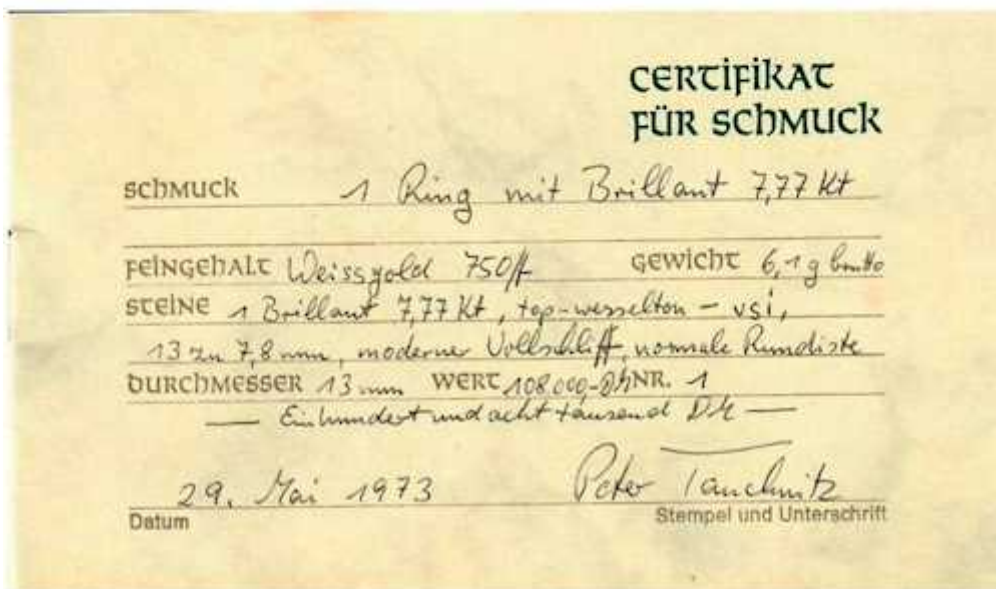 CERTIFIKAT
FÜR SCHMUCK
SCHMUCK 1 Ring mit Brillant 7,77 Kt
FEINGEHALT Weissgold 750/f GEWICHT 6,1 g brutto
STEINE 1 Brillant 7,77 Kt, top-wesselton - vsi,
13 zu 7,8 mm, moderner Vollschliff, normale Rundiste
DURCHMESSER 13 mm WERT 108.000,-DM NR. 1
— Einhundert und acht tausend DM —
29. Mai 1973 Peter Tauchnitz
Datum Stempel und Unterschrift